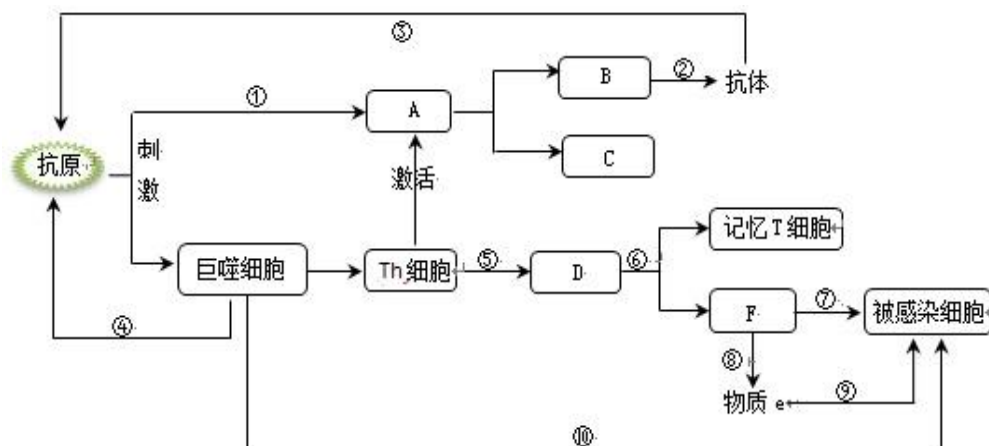 ③
B
②
抗体
①
A
抗原
刺
激
C
激活
记忆T细胞
巨噬细胞
Th细胞
⑤
D
⑥
④
F
⑦
被感染细胞
⑧
物质 e
⑨
⑩